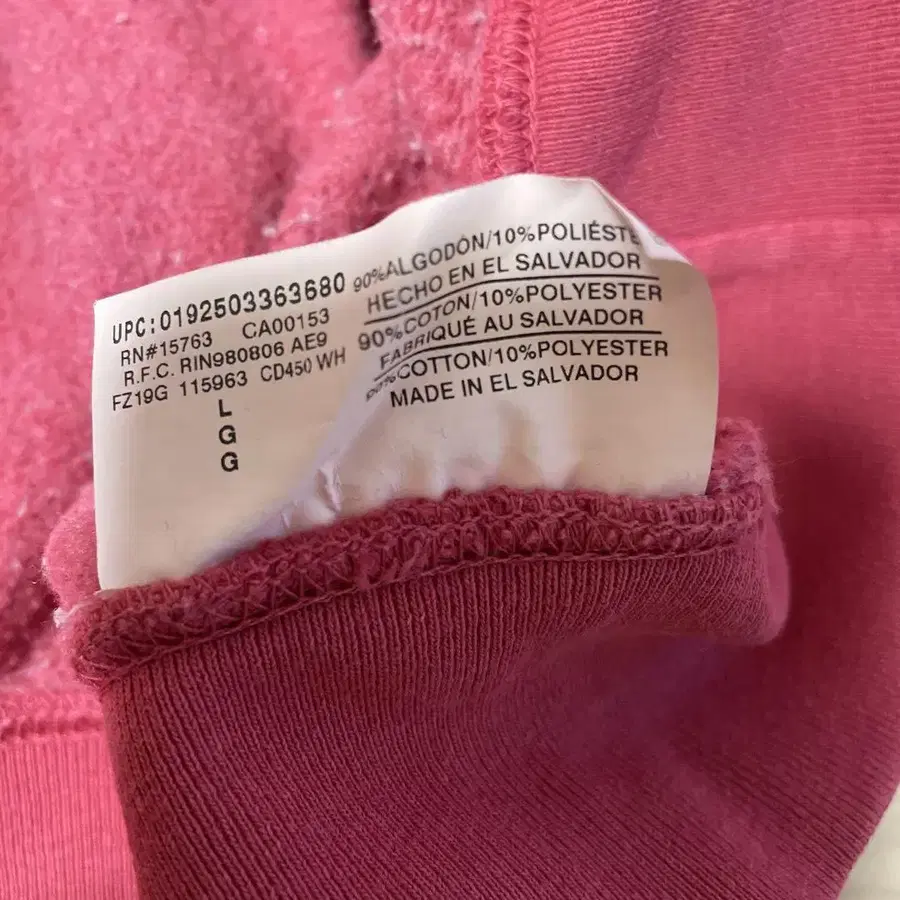 UPC:0192503363680
RN#15763 CA00153
R.F.C. RIN980806 AE9
FZ19G 115963 CD450 WH
L
G
G
90%ALGODÓN/10%POLIÉSTE
HECHO EN EL SALVADOR
90%COTON/10%POLYESTER
FABRIQUÉ AU SALVADOR
90%COTTON/10%POLYESTER
MADE IN EL SALVADOR